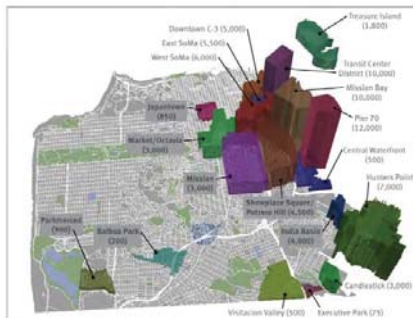 Treasure Island
(1,800)
Downtown C-3 (5,000)
East SoMa (5,500)
West SoMa (6,000)
Transit Center
District (10,000)
Mission Bay
(10,000)
Japantown
(850)
Pier 70
(12,000)
Market/Octavia
(3,000)
Central Waterfront
(500)
Mission
(3,000)
Hunters Point
(7,000)
Showplace Square/
Potrero Hill (4,500)
India Basin
(4,000)
Parkmerced
(900)
Balboa Park
(200)
Candlestick (3,000)
Visitacion Valley (500)
Executive Park (75)